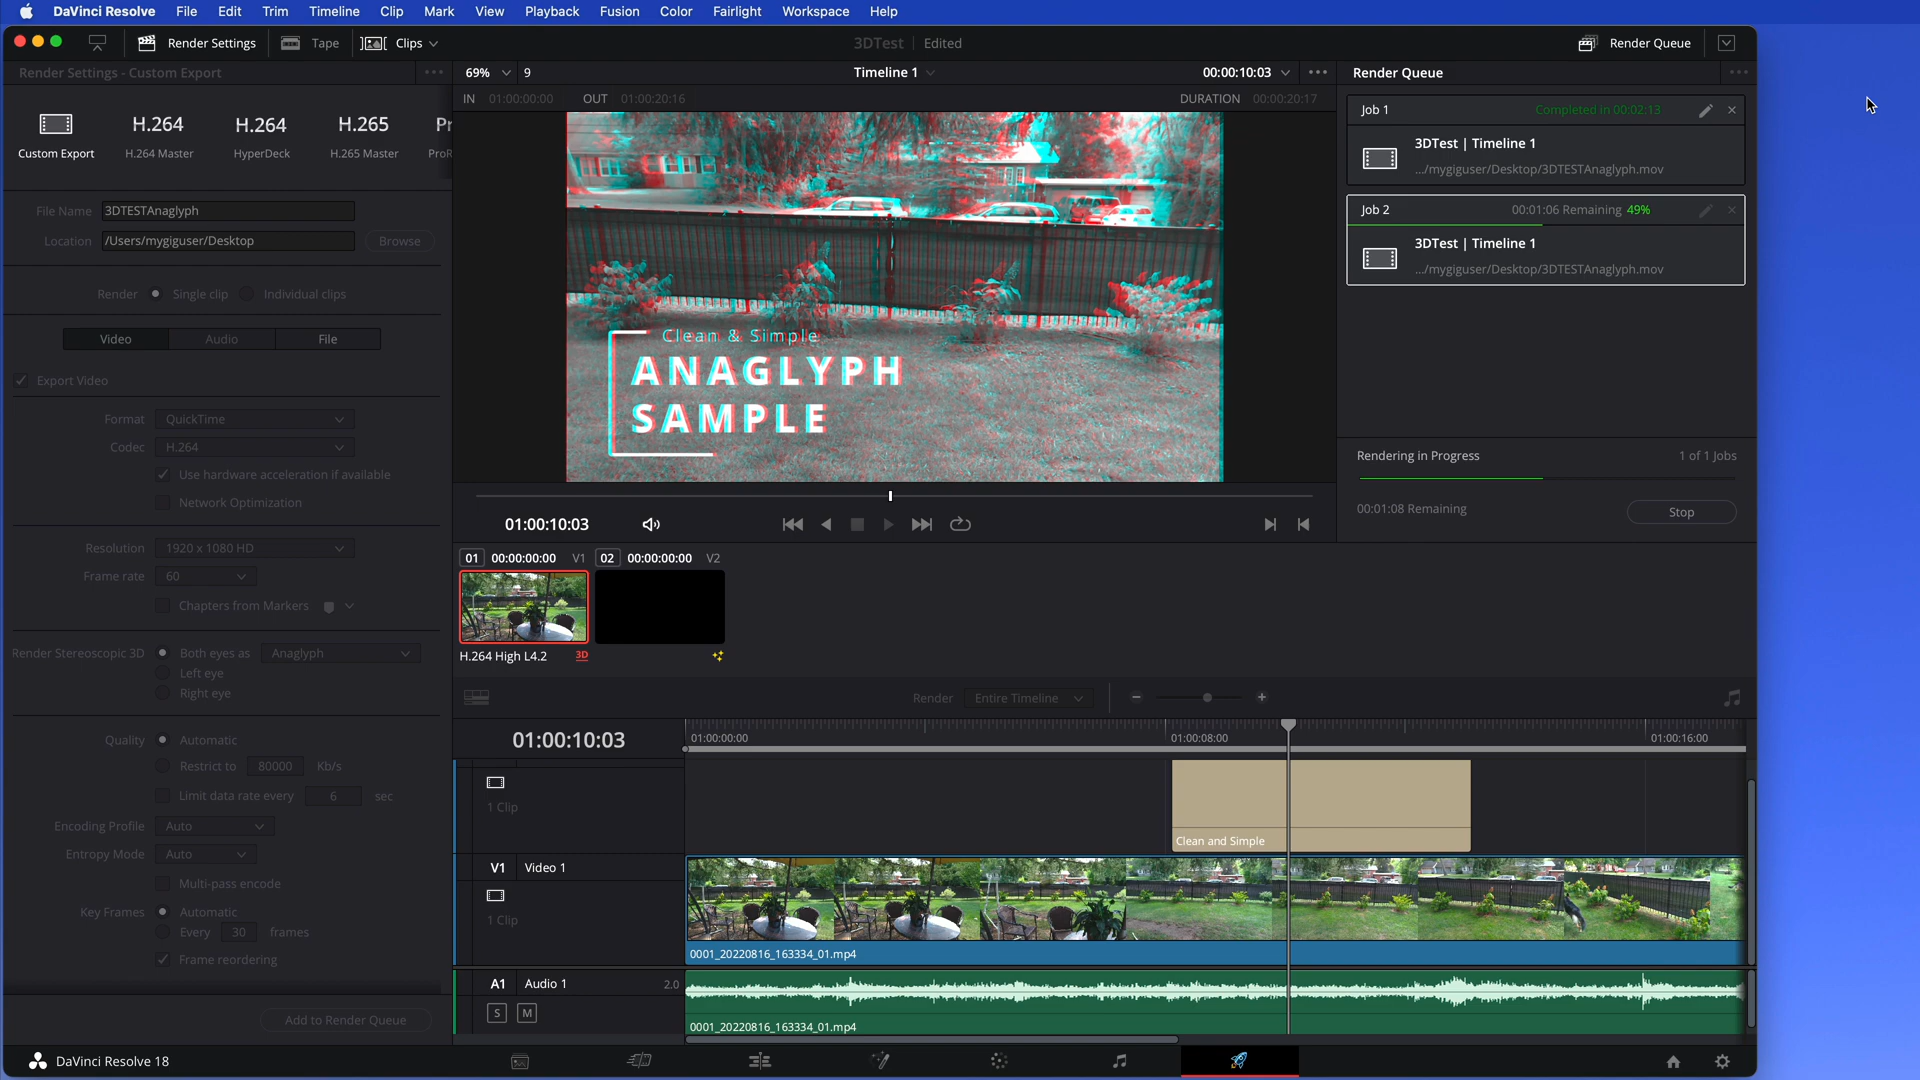 DaVinci Resolve File Edit Trim Timeline Clip Mark View Playback Fusion Color Fairlight Workspace Help
Render Settings Tape Clips 3DTest Edited Render Queue
Render Settings - Custom Export
69% 9 Timeline 1 00:00:10:03
Render Queue
IN 01:00:00:00 OUT 01:00:20:16 DURATION 00:00:20:17
H.264 H.264 H.265 Pr
Custom Export H.264 Master HyperDeck H.265 Master ProR
File Name 3DTESTAnaglyph
Location /Users/mygiguser/Desktop Browse
Render Single clip Individual clips
Video Audio File
Export Video
Format QuickTime
Codec H.264
Use hardware acceleration if available
Network Optimization
Resolution 1920 x 1080 HD
Frame rate 60
Chapters from Markers
Render Stereoscopic 3D Both eyes as Anaglyph
Left eye
Right eye
Quality Automatic
Restrict to 80000 Kb/s
Limit data rate every 6 sec
Encoding Profile Auto
Entropy Mode Auto
Multi-pass encode
Key Frames Automatic
Every 30 frames
Frame reordering
Add to Render Queue
Clean & Simple
ANAGLYPH
SAMPLE
01:00:10:03
01 00:00:00:00 V1 02 00:00:00:00 V2
H.264 High L4.2 3D
Render Entire Timeline
01:00:10:03 01:00:00:00 01:00:08:00 01:00:16:00
1 Clip
Clean and Simple
V1 Video 1
1 Clip
0001_20220816_163334_01.mp4
A1 Audio 1 2.0
S M
0001_20220816_163334_01.mp4
Job 1 Completed in 00:02:13
3DTest | Timeline 1
.../mygiguser/Desktop/3DTESTAnaglyph.mov
Job 2 00:01:06 Remaining 49%
3DTest | Timeline 1
.../mygiguser/Desktop/3DTESTAnaglyph.mov
Rendering in Progress 1 of 1 Jobs
00:01:08 Remaining Stop
DaVinci Resolve 18